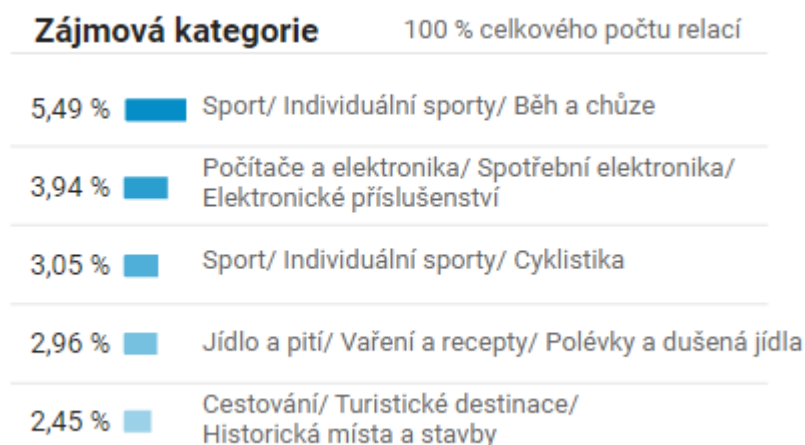 Zájmová kategorie 100 % celkového počtu relací
5,49 % Sport/ Individuální sporty/ Běh a chůze
3,94 % Počítače a elektronika/ Spotřební elektronika/
Elektronické příslušenství
3,05 % Sport/ Individuální sporty/ Cyklistika
2,96 % Jídlo a pití/ Vaření a recepty/ Polévky a dušená jídla
2,45 % Cestování/ Turistické destinace/
Historická místa a stavby